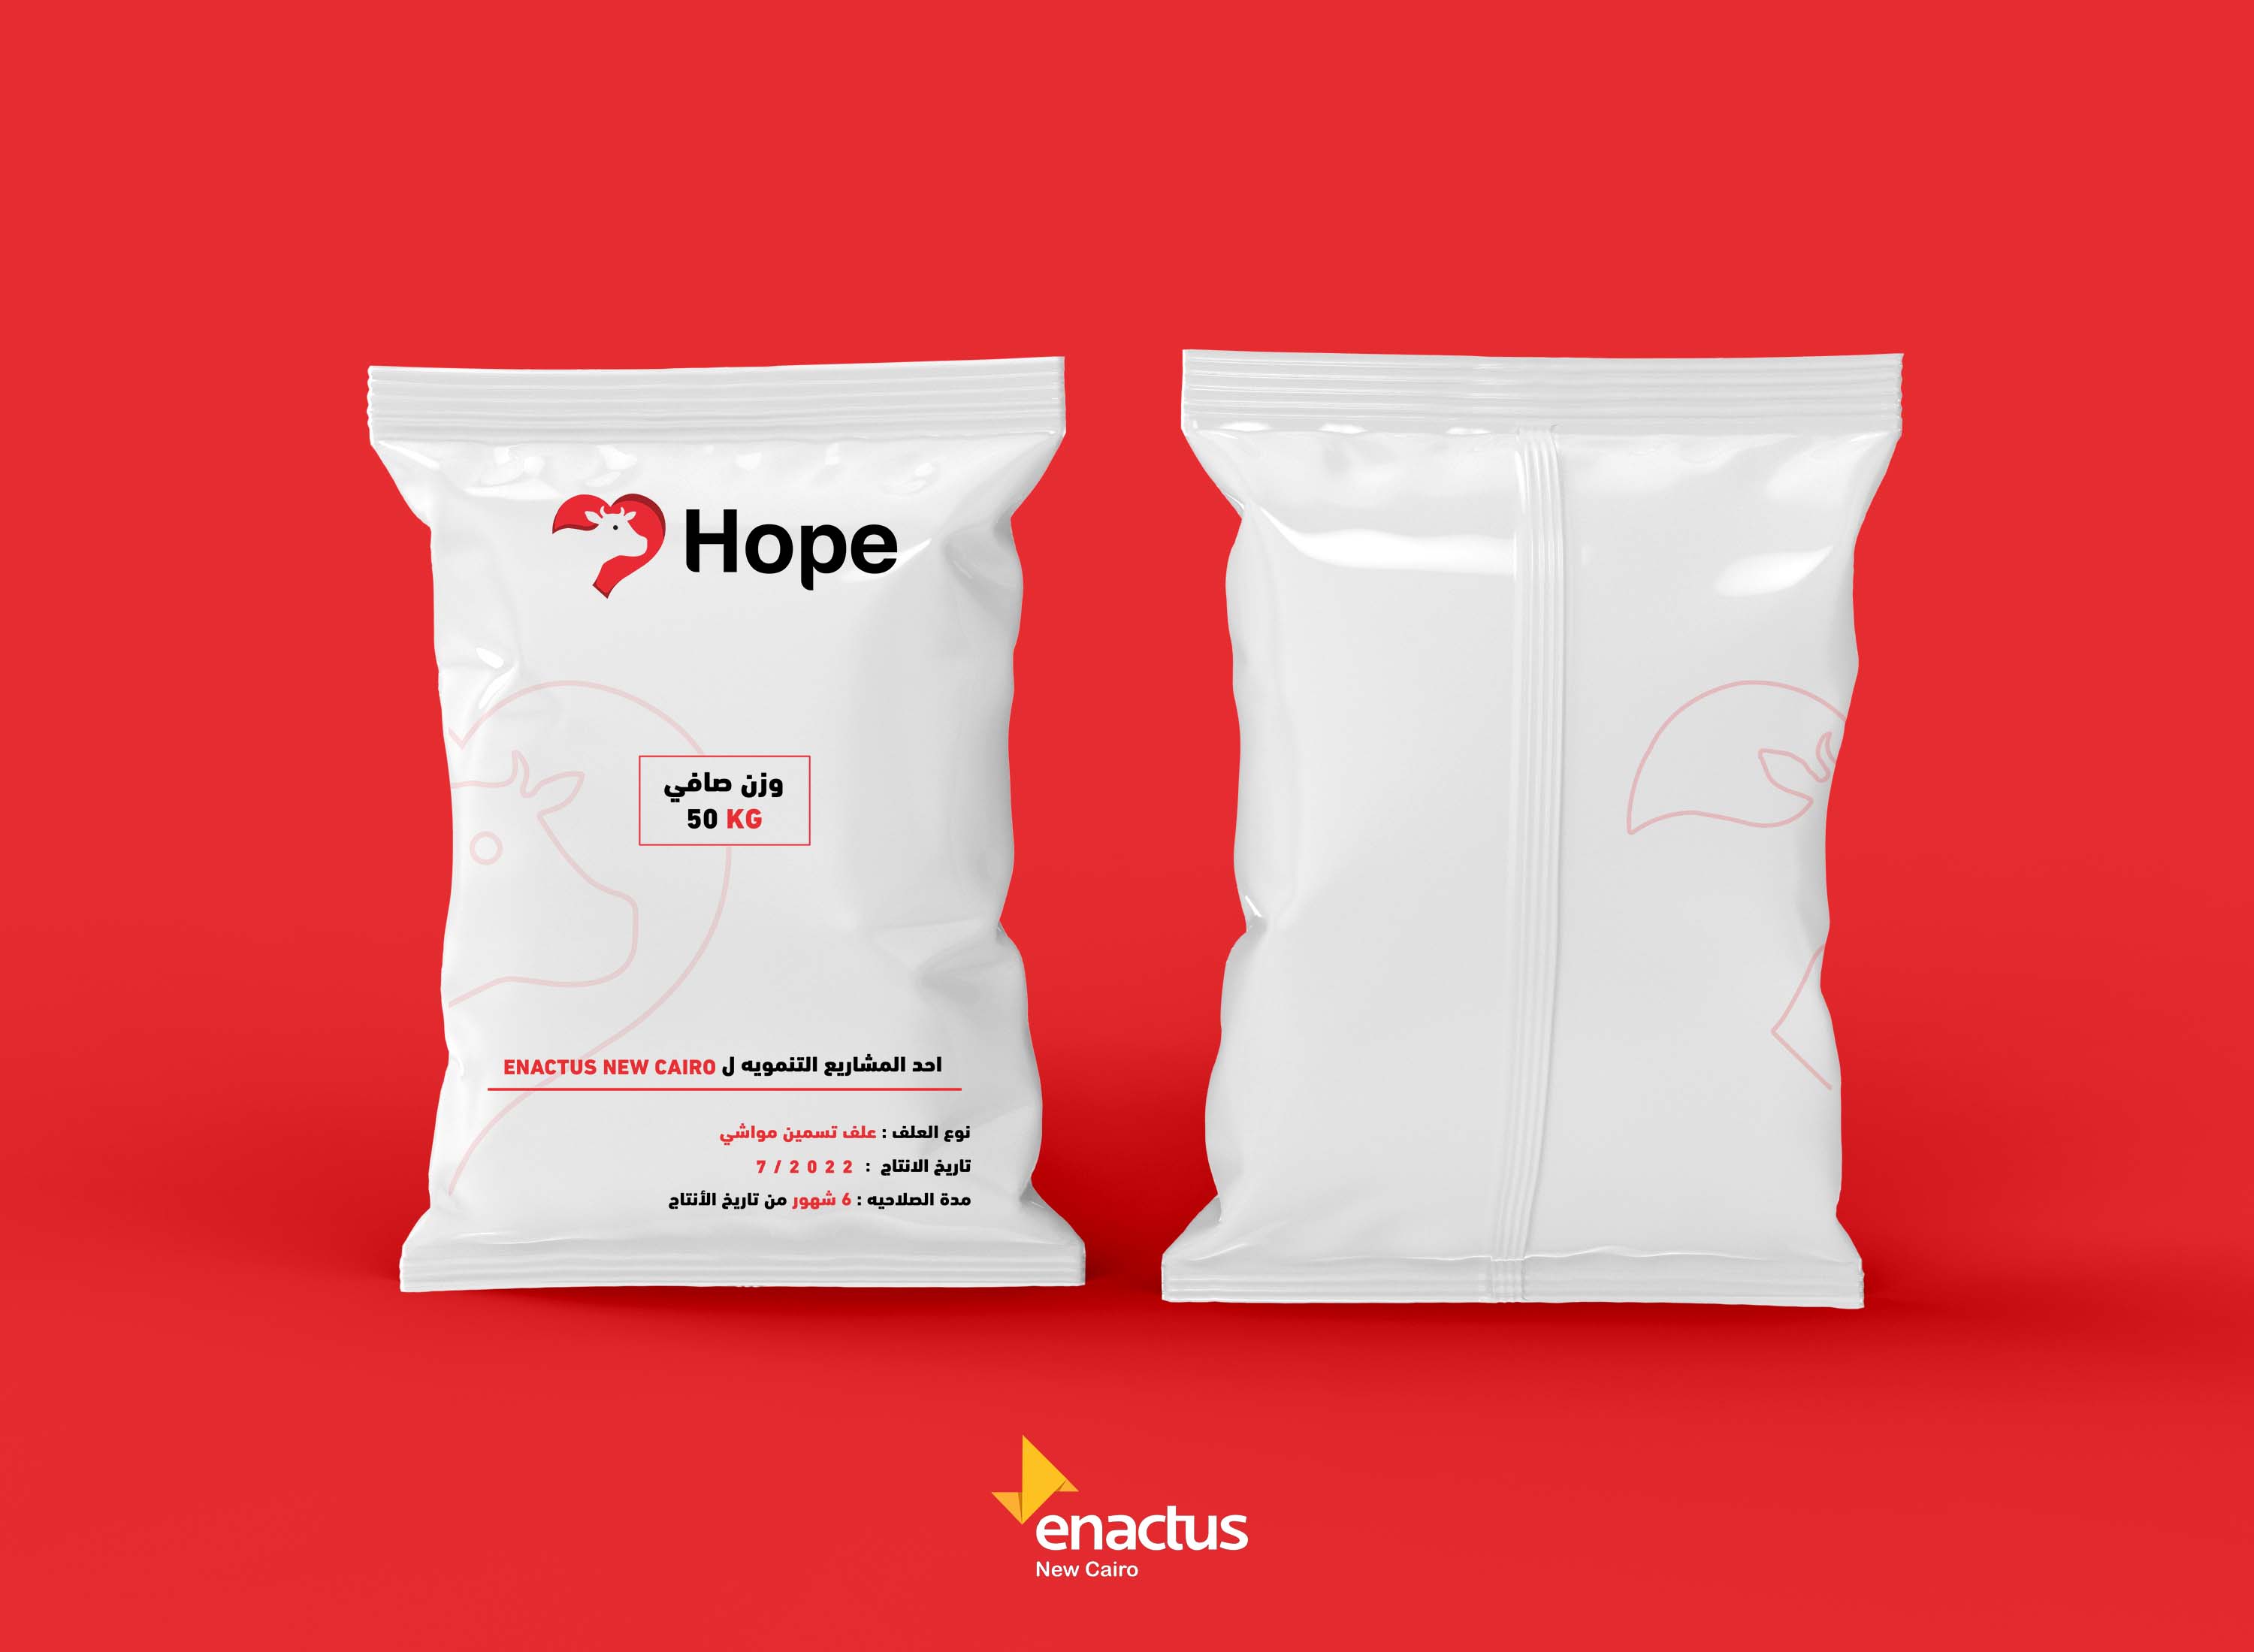 Hope
وزن صافي
50 KG
احد المشاريع التنمويه ل ENACTUS NEW CAIRO
نوع العلف : علف تسمين مواشي
تاريخ الانتاج : 7/2022
مدة الصلاحيه : 6 شهور من تاريخ الأنتاج
enactus
New Cairo